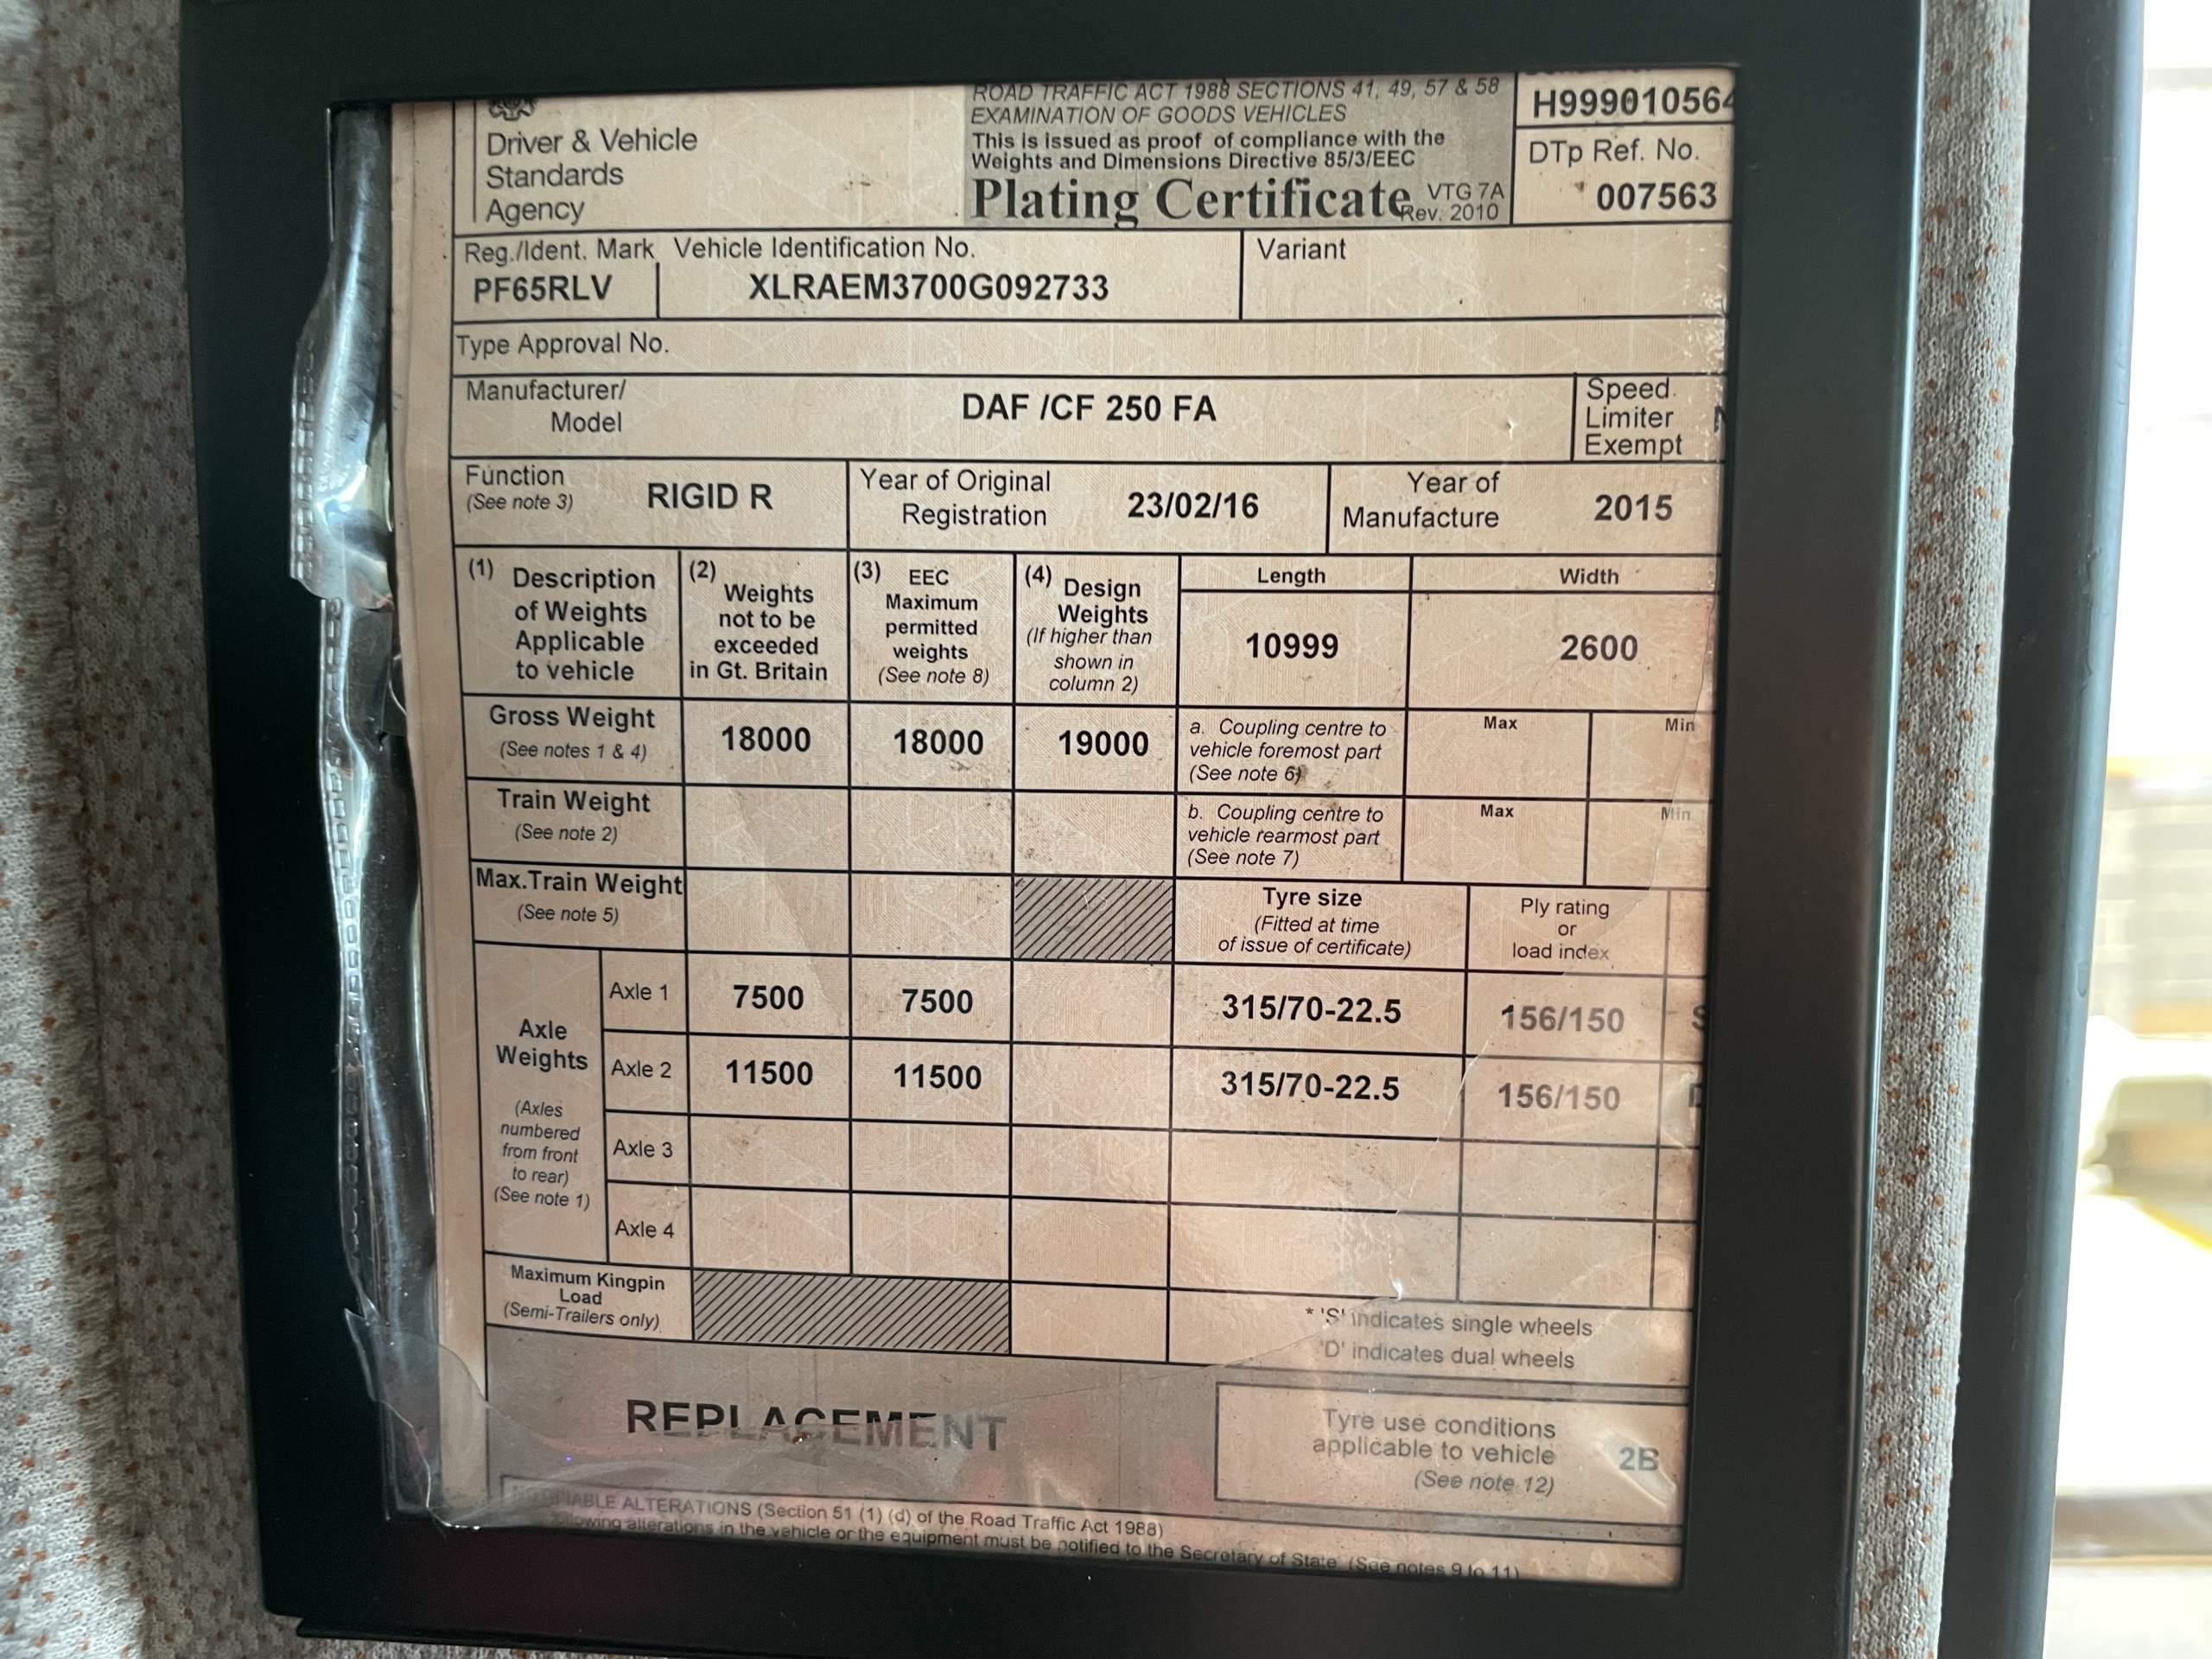 ROAD TRAFFIC ACT 1988 SECTIONS 41, 49, 57 & 58
EXAMINATION OF GOODS VEHICLES
This is issued as proof of compliance with the
Weights and Dimensions Directive 85/3/EEC
Plating Certificate VTG 7A
Rev. 2010
Driver & Vehicle
Standards
Agency
H999010564
DTp Ref. No.
007563
Reg./Ident. Mark
PF65RLV
Vehicle Identification No.
XLRAEM3700G092733
Variant
Type Approval No.
Manufacturer/
Model
DAF /CF 250 FA
Speed
Limiter
Exempt
Function
(See note 3)
RIGID R
Year of Original
Registration
23/02/16
Year of
Manufacture
2015
(1) Description
of Weights
Applicable
to vehicle
(2) Weights
not to be
exceeded
in Gt. Britain
(3) EEC
Maximum
permitted
weights
(See note 8)
(4) Design
Weights
(If higher than
shown in
column 2)
Length
10999
Width
2600
Gross Weight
(See notes 1 & 4)
18000
18000
19000
a. Coupling centre to
vehicle foremost part
(See note 6)
Max
Min
Train Weight
(See note 2)
b. Coupling centre to
vehicle rearmost part
(See note 7)
Max
Min
Max.Train Weight
(See note 5)
Tyre size
(Fitted at time
of issue of certificate)
Ply rating
or
load index
Axle
Weights
(Axles
numbered
from front
to rear)
(See note 1)
Axle 1
7500
7500
315/70-22.5
156/150
S
Axle 2
11500
11500
315/70-22.5
156/150
D
Axle 3
Axle 4
Maximum Kingpin
Load
(Semi-Trailers only)
* 'S' indicates single wheels
'D' indicates dual wheels
REPLACEMENT
Tyre use conditions
applicable to vehicle
(See note 12)
2B
ALTERATIONS (Section 51 (1) (d) of the Road Traffic Act 1988)
alterations in the vehicle or the equipment must be notified to the Secretary of State (See notes 9 to 11)